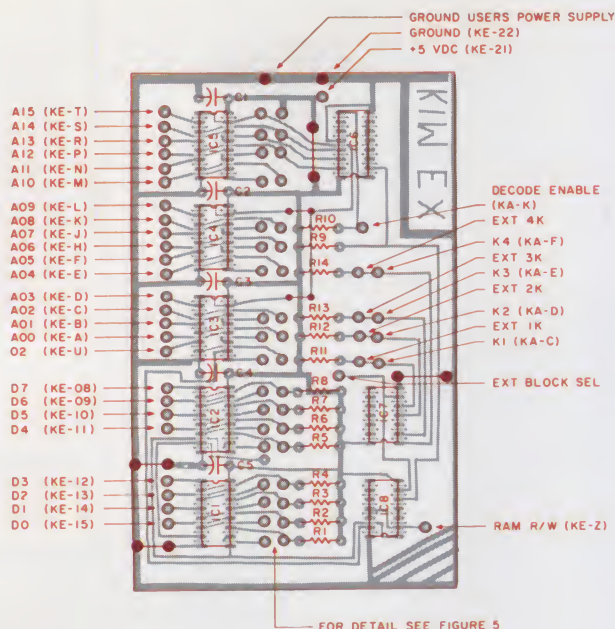 GROUND USERS POWER SUPPLY
GROUND (KE-22)
+5 VDC (KE-21)
A15 (KE-T)
A14 (KE-S)
A13 (KE-R)
A12 (KE-P)
A11 (KE-N)
A10 (KE-M)
C1
IC5
IC6
KIM EX
C2
A09 (KE-L)
A08 (KE-K)
A07 (KE-J)
A06 (KE-H)
A05 (KE-F)
A04 (KE-E)
IC4
R10
R9
R14
DECODE ENABLE
(KA-K)
EXT 4K
K4 (KA-F)
EXT 3K
K3 (KA-E)
EXT 2K
K2 (KA-D)
EXT 1K
K1 (KA-C)
EXT BLOCK SEL
C3
A03 (KE-D)
A02 (KE-C)
A01 (KE-B)
A00 (KE-A)
O2 (KE-U)
IC3
R13
R12
R11
C4
D7 (KE-08)
D6 (KE-09)
D5 (KE-10)
D4 (KE-11)
IC2
R8
R7
R6
R5
IC7
C5
D3 (KE-12)
D2 (KE-13)
D1 (KE-14)
D0 (KE-15)
IC1
R4
R3
R2
R1
IC8
RAM R/W (KE-Z)
FOR DETAIL SEE FIGURE 5